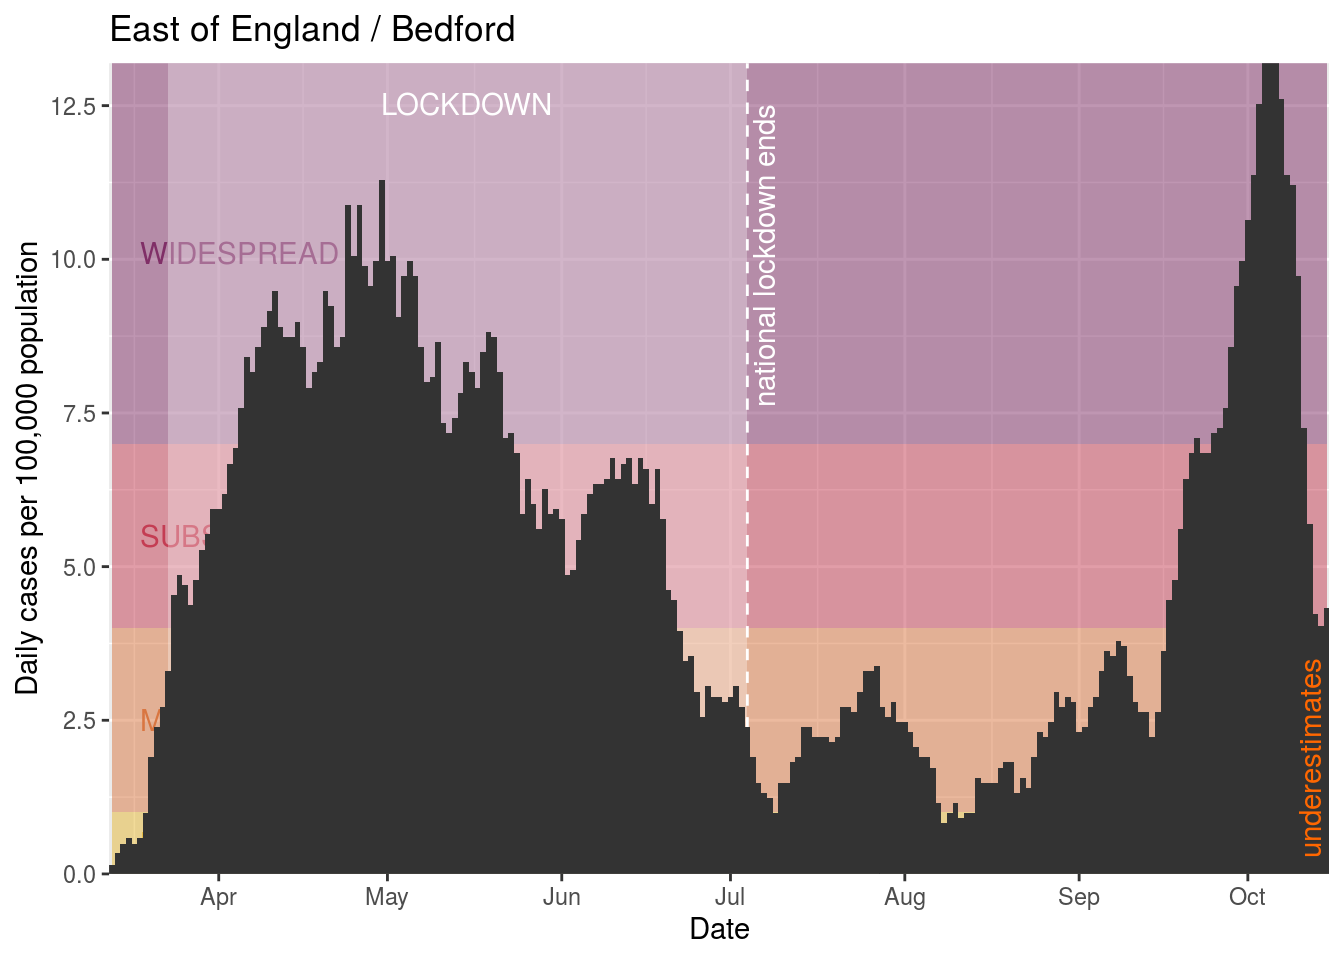 East of England / Bedford
LOCKDOWN
national lockdown ends
WIDESPREAD
SUBS
M
underestimates
Daily cases per 100,000 population
12.5
10.0
7.5
5.0
2.5
0.0
Apr May Jun Jul Aug Sep Oct
Date